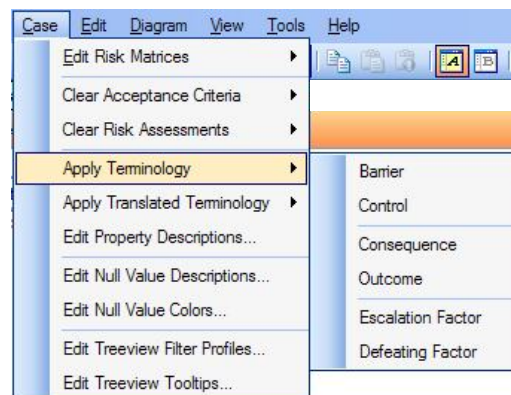 Case Edit Diagram View Tools Help
Edit Risk Matrices
A B
Clear Acceptance Criteria
Clear Risk Assessments
Apply Terminology
Barrier
Apply Translated Terminology
Control
Edit Property Descriptions...
Consequence
Edit Null Value Descriptions...
Outcome
Edit Null Value Colors...
Escalation Factor
Edit Treeview Filter Profiles...
Defeating Factor
Edit Treeview Tooltips...